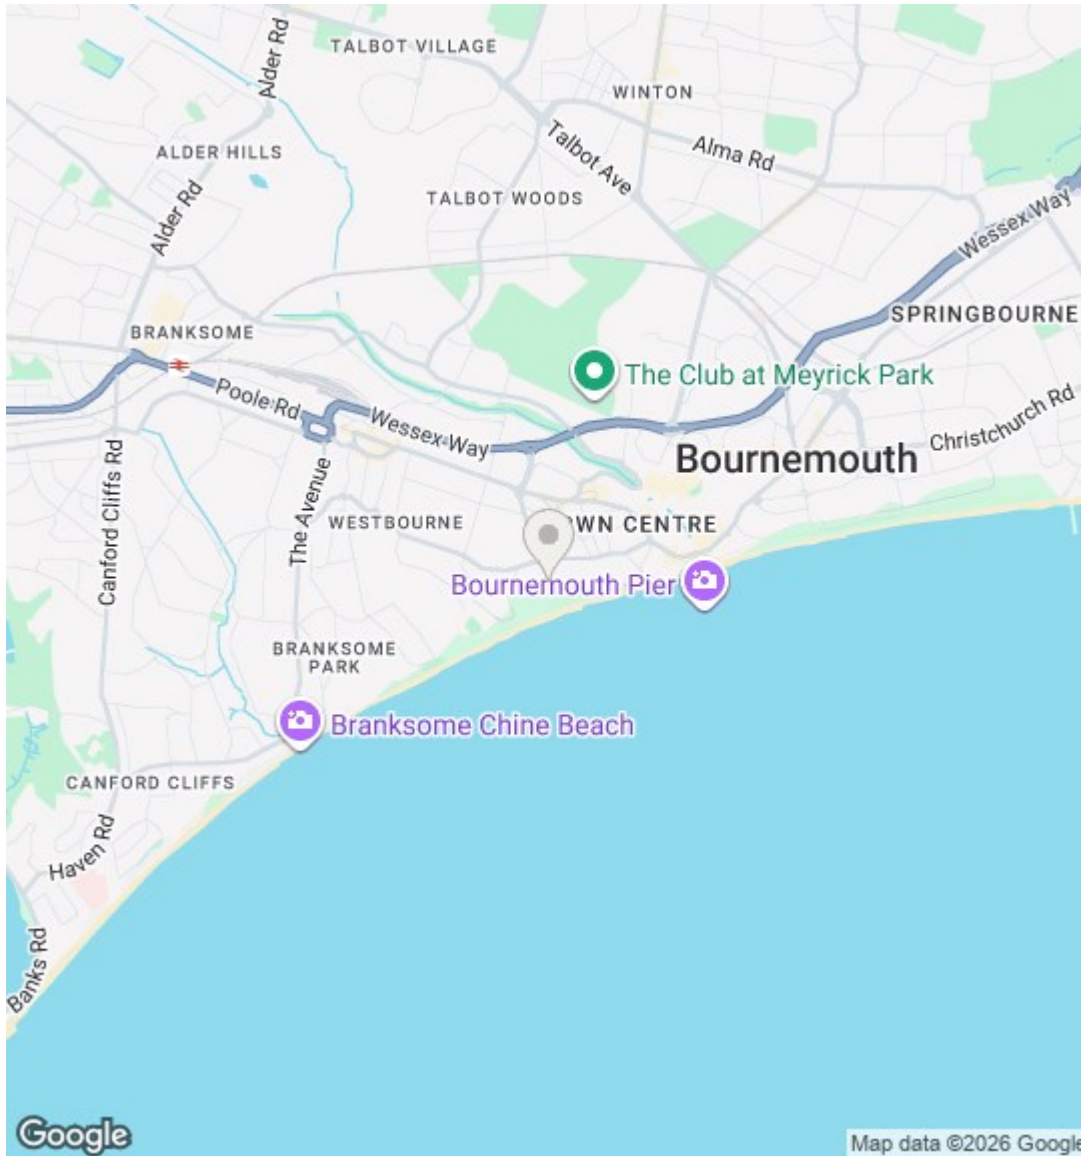 Alder Rd
TALBOT VILLAGE
WINTON
ALDER HILLS
Talbot Ave
Alma Rd
Alder Rd
TALBOT WOODS
Wessex Way
BRANKSOME
SPRINGBOURNE
The Club at Meyrick Park
Poole Rd
Wessex Way
Christchurch Rd
Bournemouth
Canford Cliffs Rd
The Avenue
WESTBOURNE
OWN CENTRE
Bournemouth Pier
BRANKSOME
PARK
Branksome Chine Beach
CANFORD CLIFFS
Haven Rd
Banks Rd
Google
Map data ©2026 Google